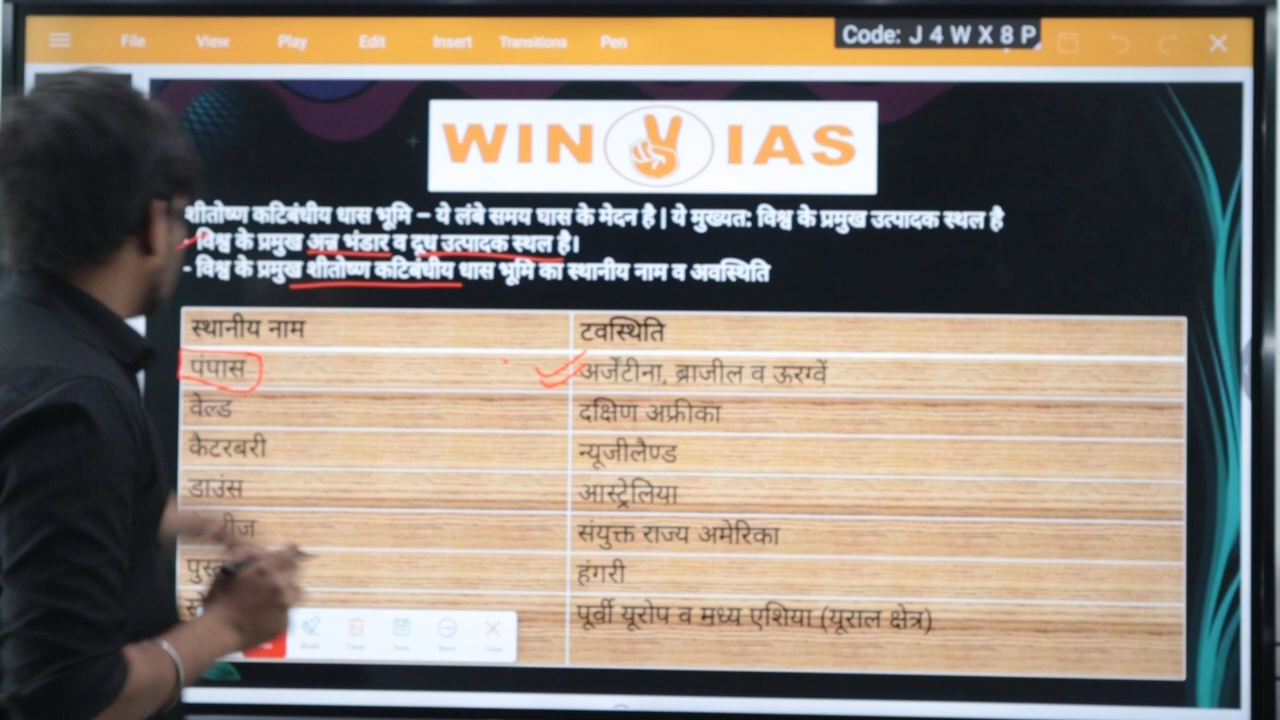 File View Play Edit Insert Transitions Pen
Code: J 4 W X 8 P
WIN IAS
शीतोष्ण कटिबंधीय धास भूमि – ये लंबे समय घास के मेदन है | ये मुख्यत: विश्व के प्रमुख उत्पादक स्थल है
विश्व के प्रमुख अन्न भंडार व दूध उत्पादक स्थल है।
- विश्व के प्रमुख शीतोष्ण कटिबंधीय धास भूमि का स्थानीय नाम व अवस्थिति
स्थानीय नाम टवस्थिति
पंपास अर्जेंटीना, ब्राजील व ऊरग्वें
वेल्ड दक्षिण अफ्रीका
कैटरबरी न्यूजीलैण्ड
डाउंस आस्ट्रेलिया
संयुक्त राज्य अमेरिका
हंगरी
पूर्वी यूरोप व मध्य एशिया (यूराल क्षेत्र)